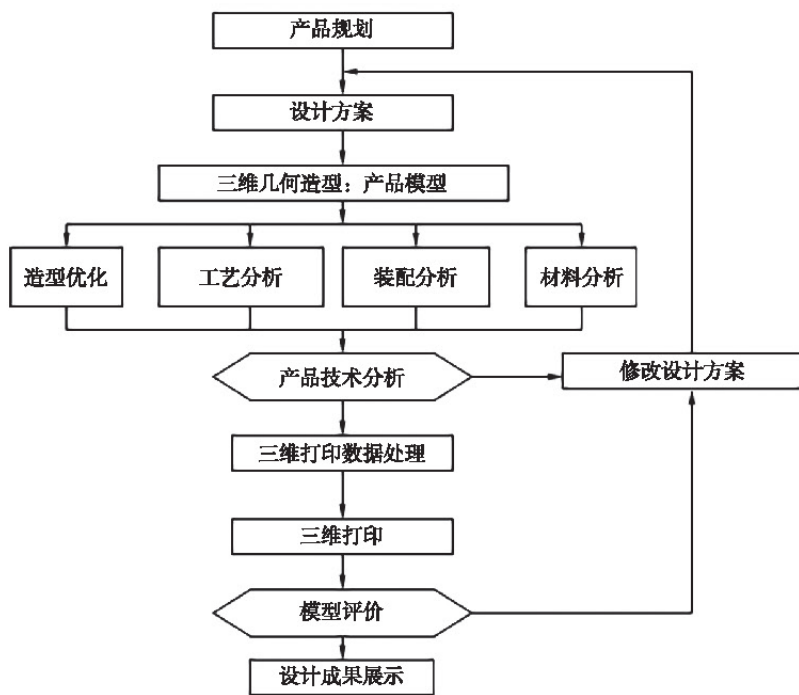 产品规划
设计方案
三维几何造型：产品模型
造型优化
工艺分析
装配分析
材料分析
产品技术分析
修改设计方案
三维打印数据处理
三维打印
模型评价
设计成果展示